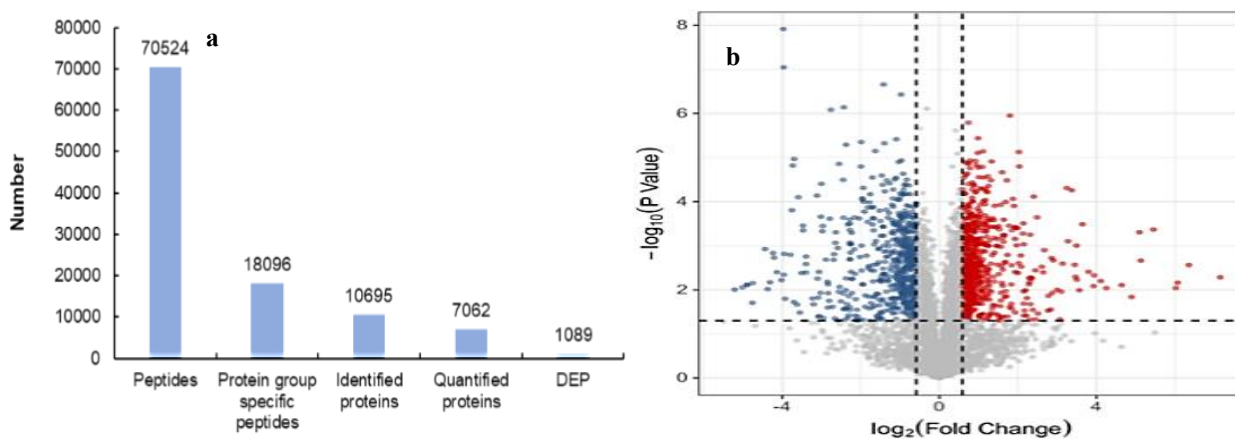 a
Number
80000
70000
60000
50000
40000
30000
20000
10000
0
70524
18096
10695
7062
1089
Peptides
Protein group
specific
peptides
Identified
proteins
Quantified
proteins
DEP
b
-log10(P Value)
8
6
4
2
0
-4
0
4
log2(Fold Change)